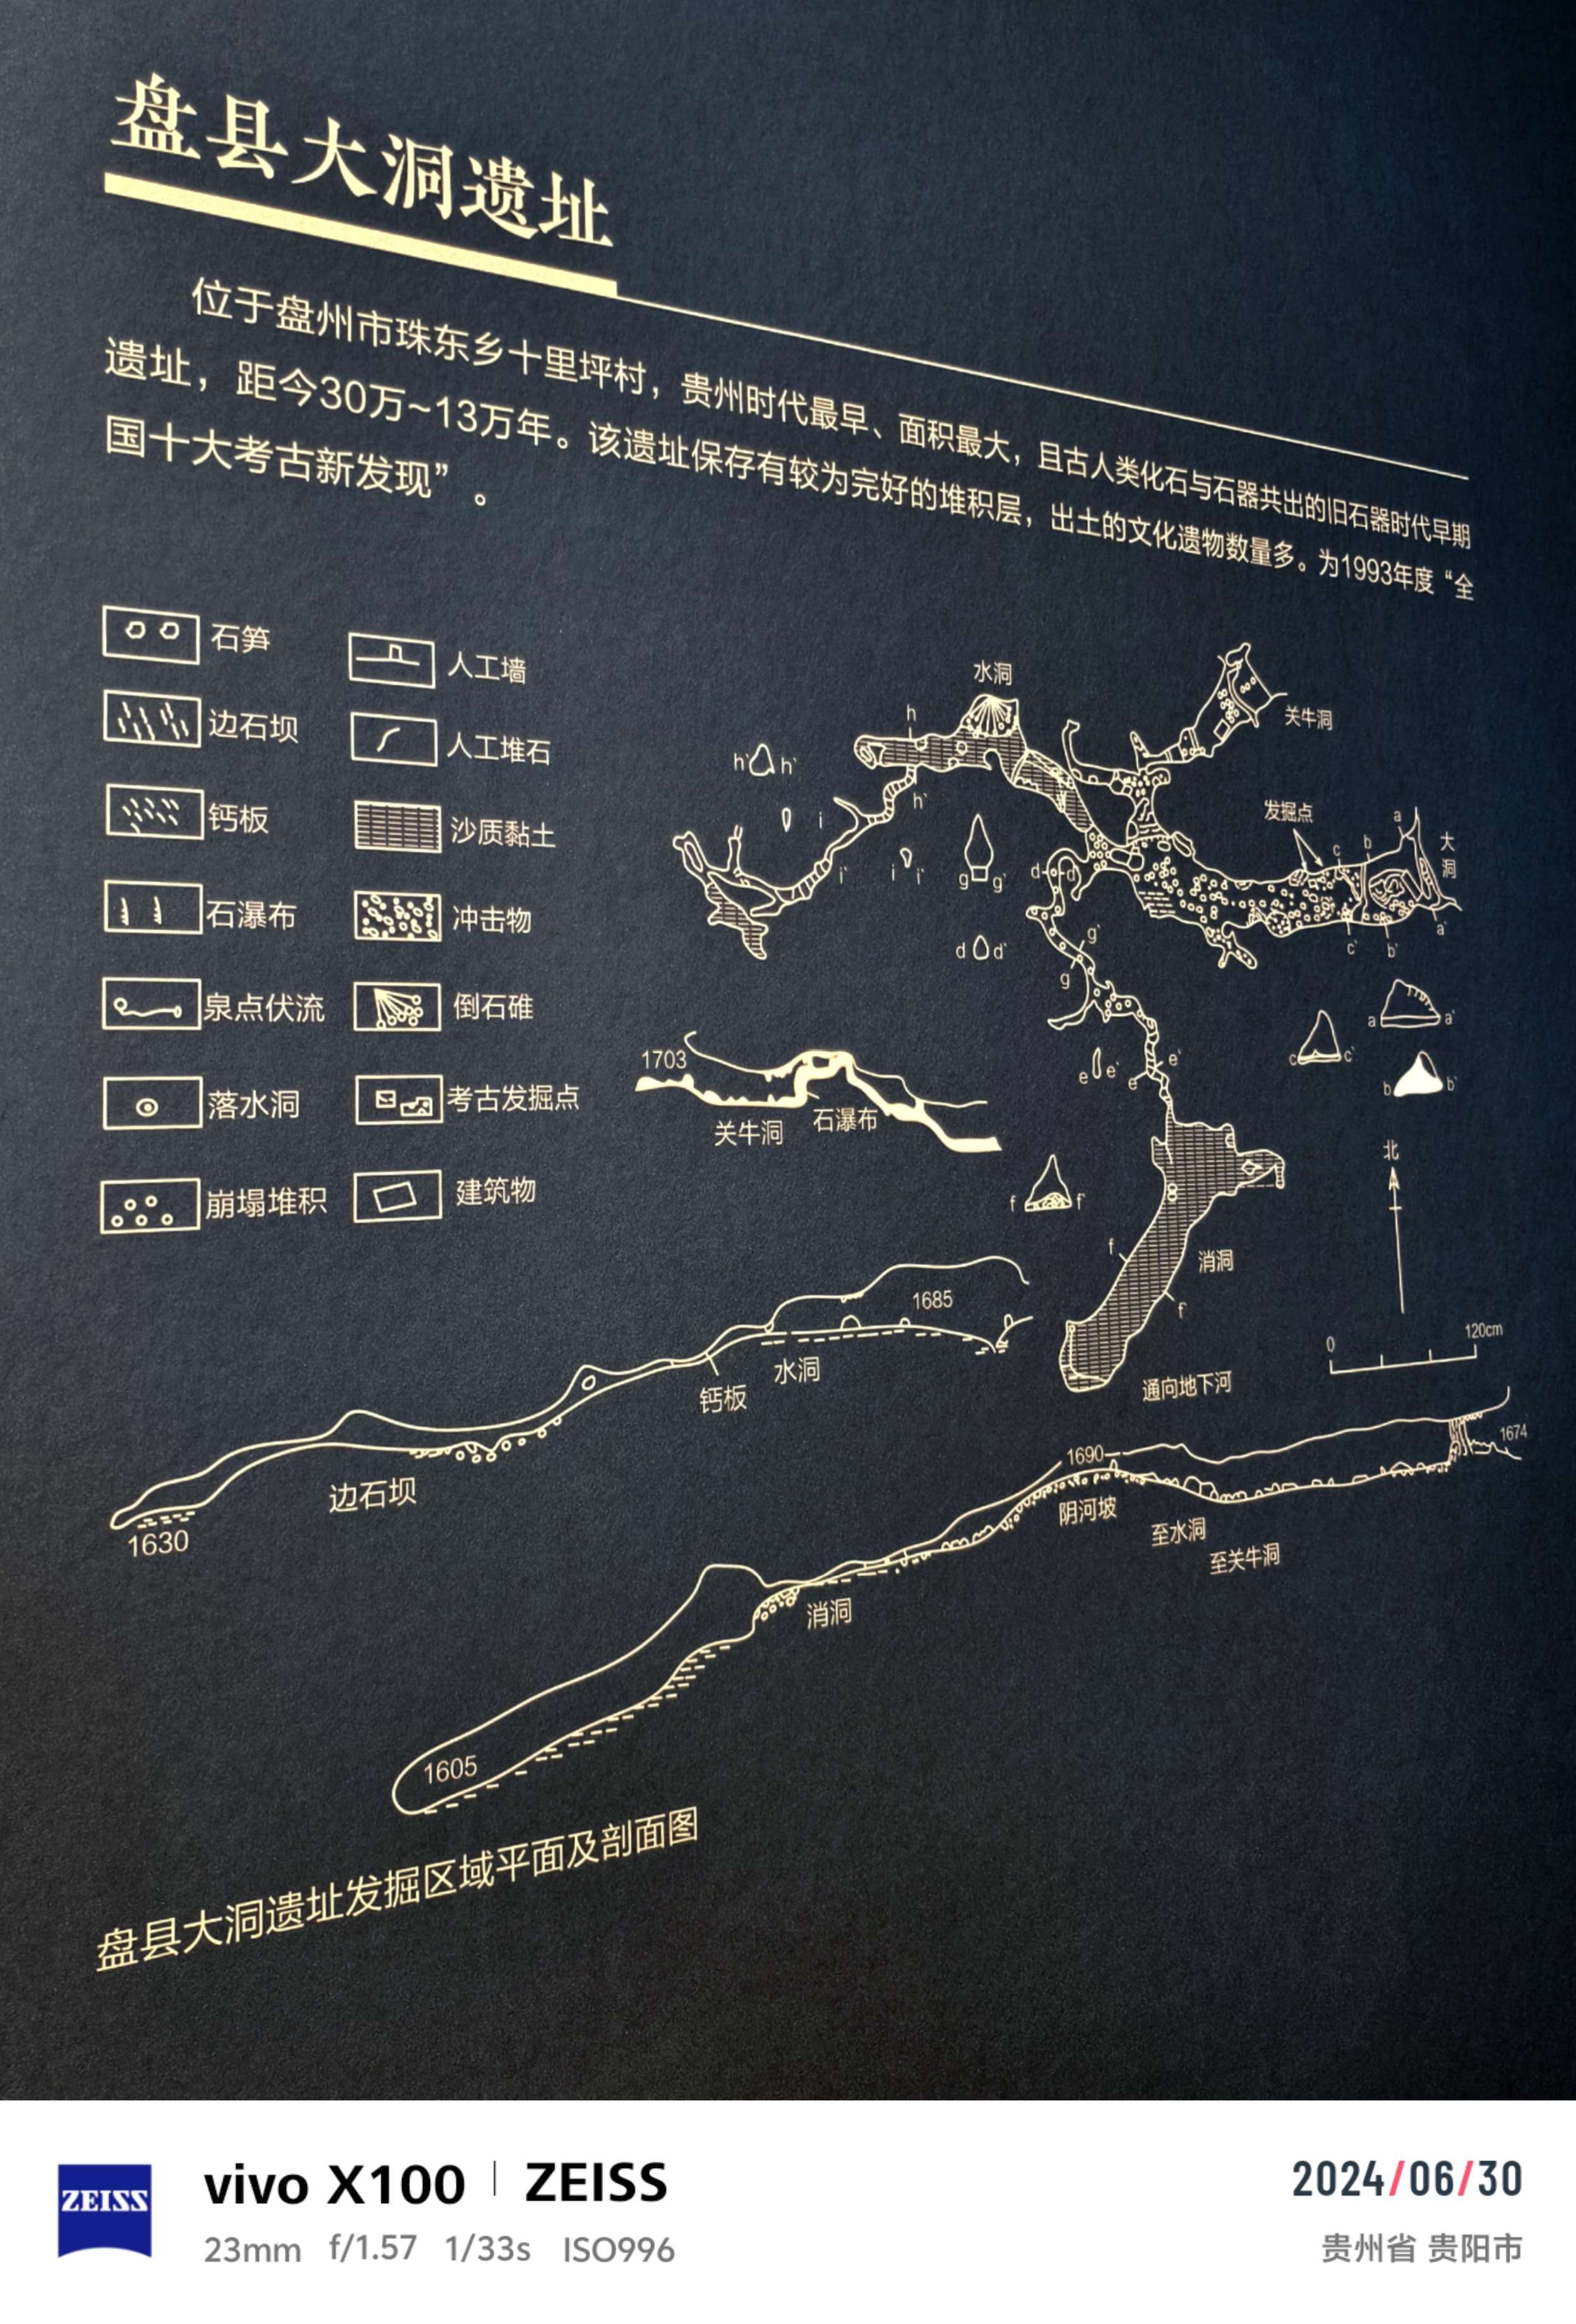 盘县大洞遗址
位于盘州市珠东乡十里坪村，贵州时代最早、面积最大，且古人类化石与石器共出的旧石器时代早期
遗址，距今30万~13万年。该遗址保存有较为完好的堆积层，出土的文化遗物数量多。为1993年度“全
国十大考古新发现”。
石笋
人工墙
边石坝
人工堆石
钙板
沙质黏土
石瀑布
冲击物
泉点伏流
倒石碓
落水洞
考古发掘点
崩塌堆积
建筑物
水洞
关牛洞
h
h' h'
h'
i
i'
i i'
g g'
d d'
d d'
g'
g
发掘点
a
b
c
大洞
a'
b'
c'
a a'
c c'
b b'
e e'
e'
e
1703
关牛洞
石瀑布
f f'
北
f
消洞
f'
0
120cm
通向地下河
1685
水洞
钙板
边石坝
1630
1690
1674
阴河坡
至水洞
至关牛洞
消洞
1605
盘县大洞遗址发掘区域平面及剖面图
ZEISS
vivo X100 | ZEISS
23mm f/1.57 1/33s ISO996
2024/06/30
贵州省 贵阳市